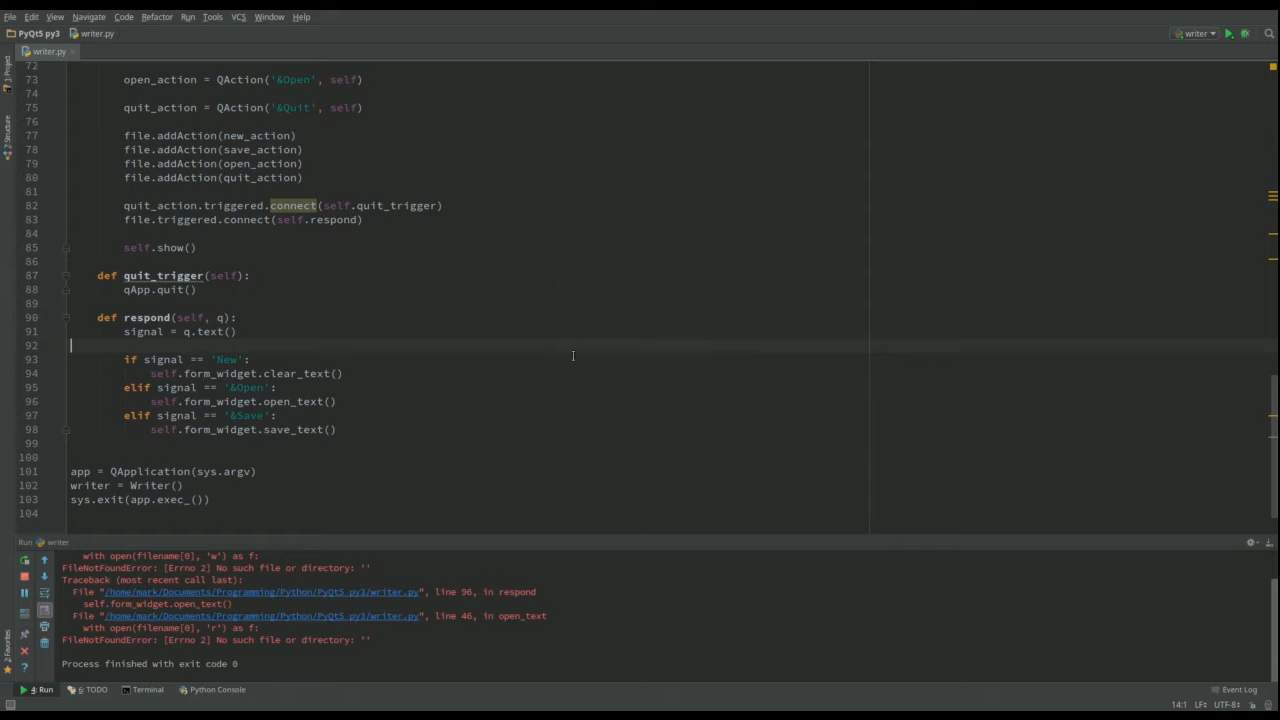 File Edit View Navigate Code Refactor Run Tools VCS Window Help
PyQt5 py3 writer.py writer
writer.py
1: Project
7: Structure
72
73 open_action = QAction('&Open', self)
74
75 quit_action = QAction('&Quit', self)
76
77 file.addAction(new_action)
78 file.addAction(save_action)
79 file.addAction(open_action)
80 file.addAction(quit_action)
81
82 quit_action.triggered.connect(self.quit_trigger)
83 file.triggered.connect(self.respond)
84
85 self.show()
86
87 def quit_trigger(self):
88 qApp.quit()
89
90 def respond(self, q):
91 signal = q.text()
92
93 if signal == 'New':
94 self.form_widget.clear_text()
95 elif signal == '&Open':
96 self.form_widget.open_text()
97 elif signal == '&Save':
98 self.form_widget.save_text()
99
100
101 app = QApplication(sys.argv)
102 writer = Writer()
103 sys.exit(app.exec_())
104
Run writer
with open(filename[0], 'w') as f:
FileNotFoundError: [Errno 2] No such file or directory: ''
Traceback (most recent call last):
File "/home/mark/Documents/Programming/Python/PyQt5 py3/writer.py", line 96, in respond
self.form_widget.open_text()
File "/home/mark/Documents/Programming/Python/PyQt5 py3/writer.py", line 46, in open_text
with open(filename[0], 'r') as f:
FileNotFoundError: [Errno 2] No such file or directory: ''
Process finished with exit code 0
2: Favorites
4: Run 6: TODO Terminal Python Console Event Log
14:1 LF÷ UTF-8÷